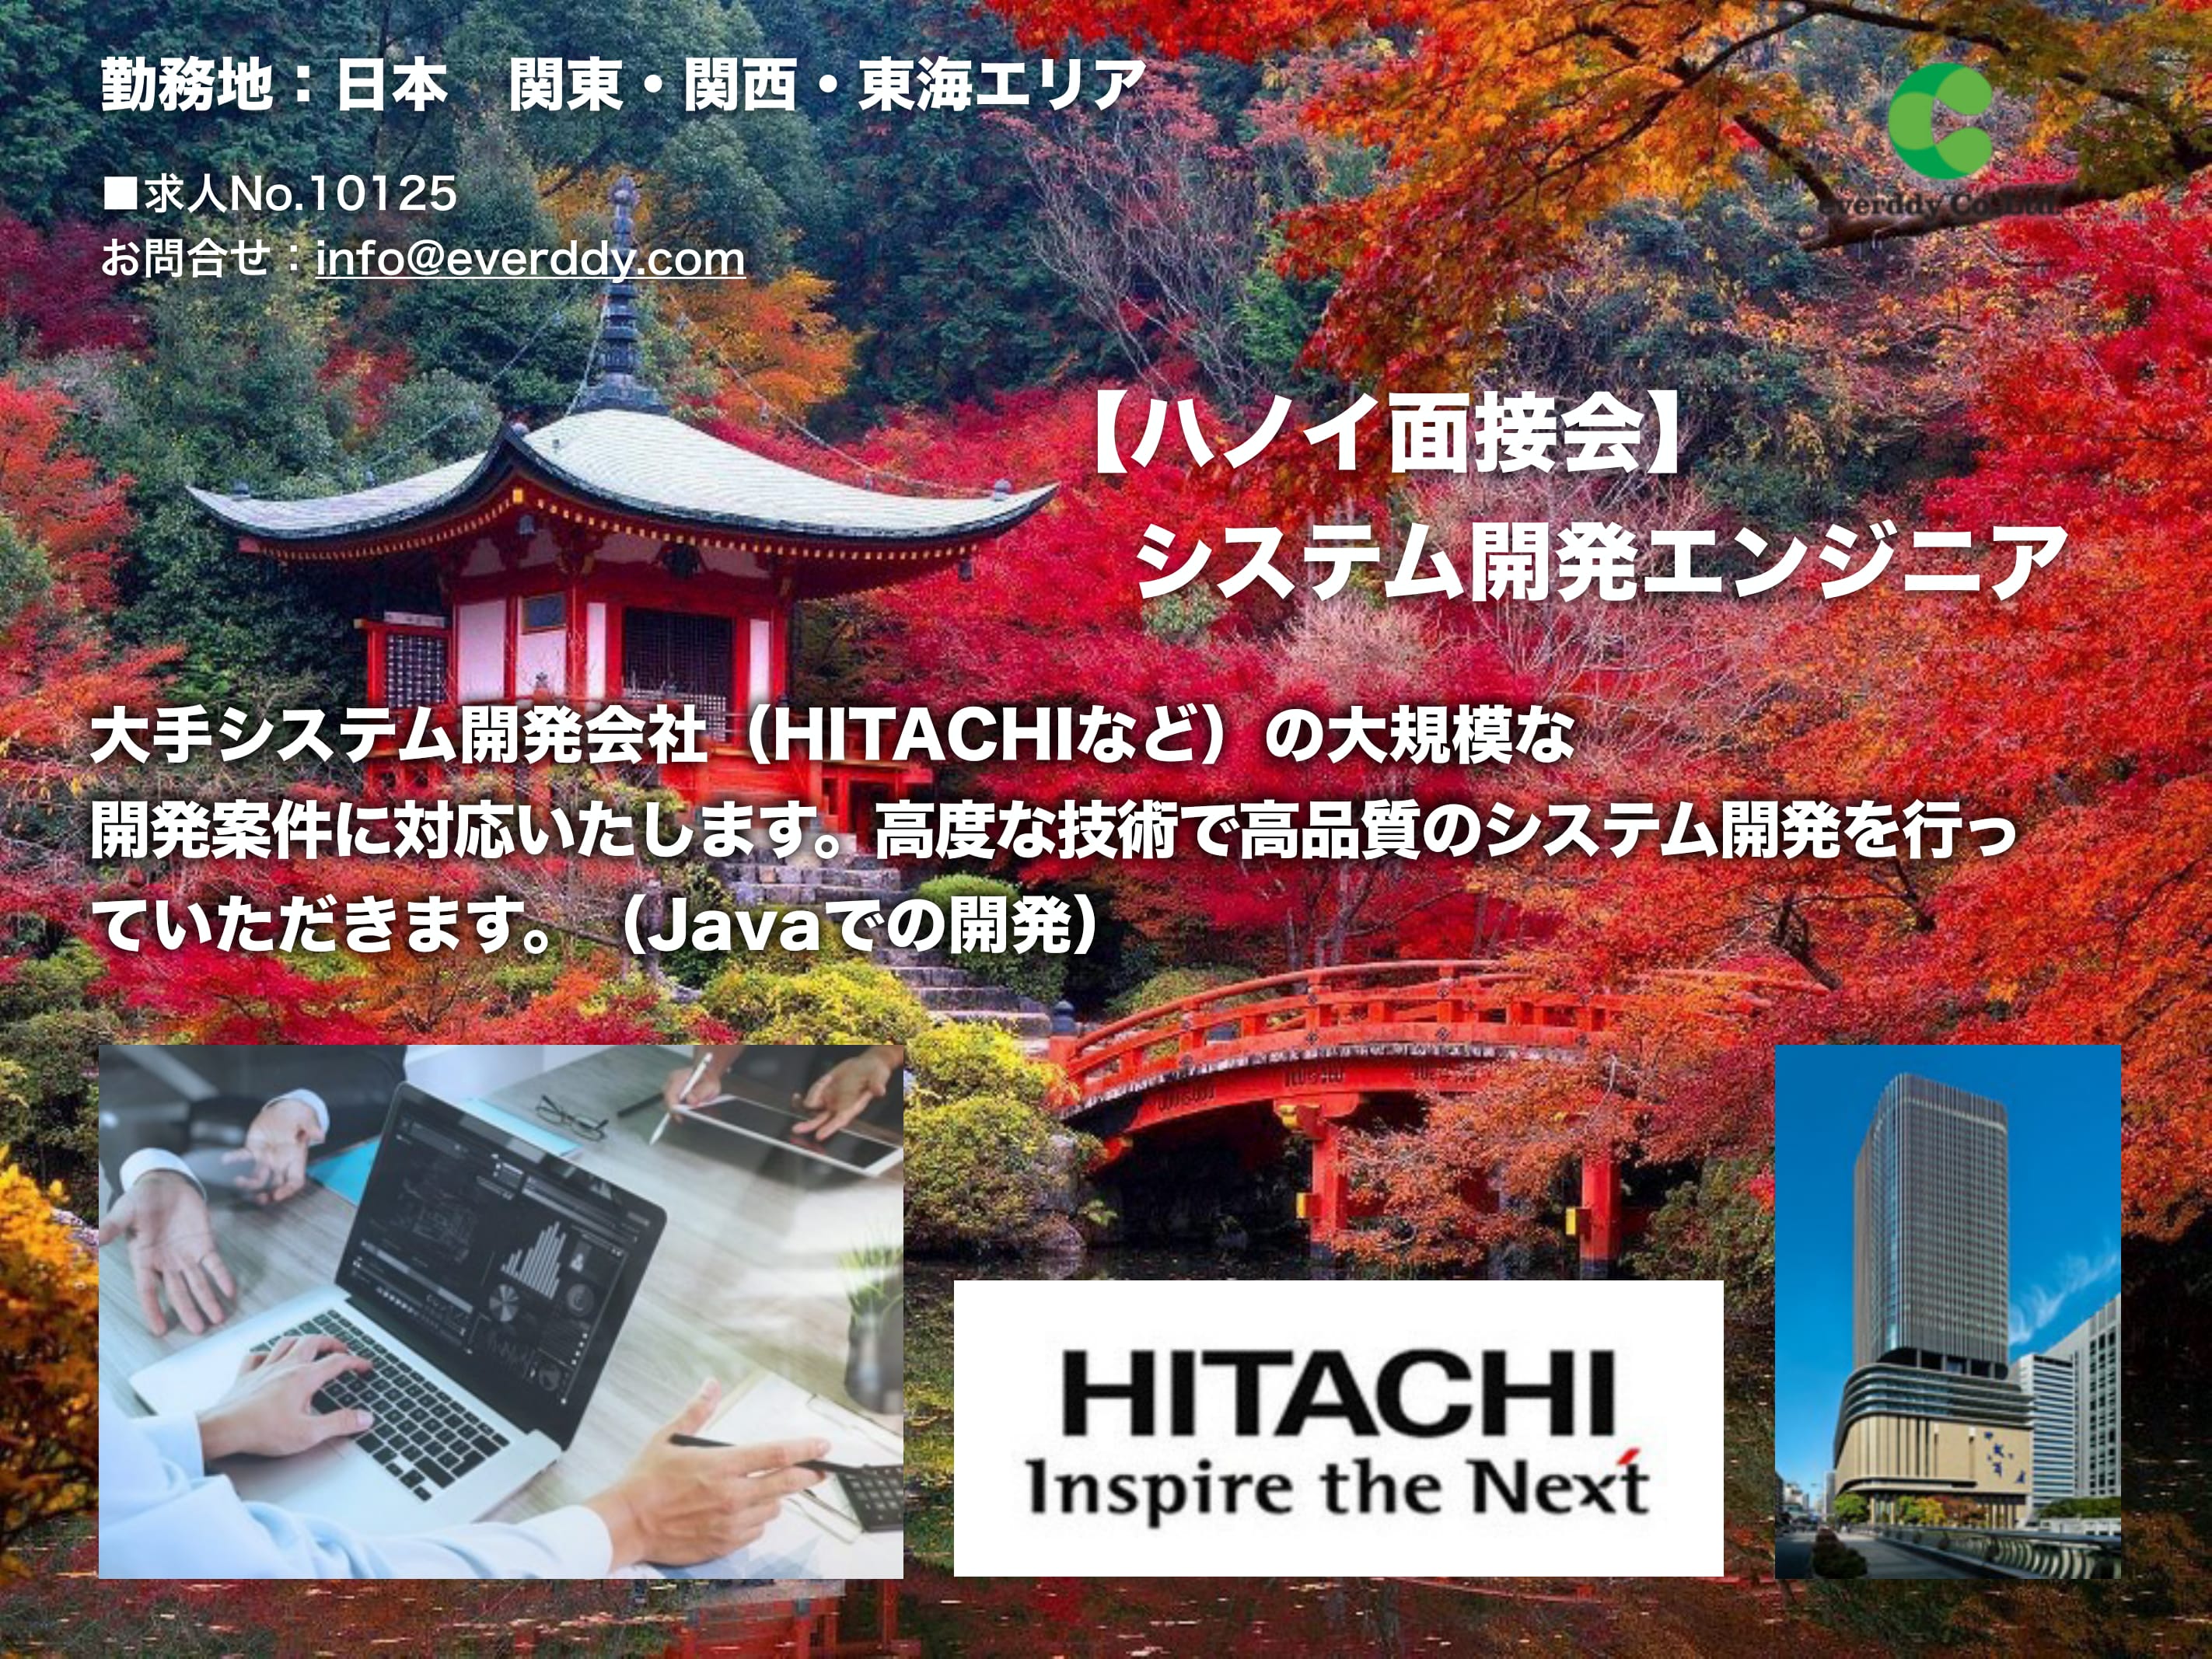 勤務地：日本　関東・関西・東海エリア
■求人No.10125
お問合せ：info@everddy.com
everddy Co.,Ltd.
【ハノイ面接会】
システム開発エンジニア
大手システム開発会社（HITACHIなど）の大規模な
開発案件に対応いたします。高度な技術で高品質のシステム開発を行っ
ていただきます。（Javaでの開発）
HITACHI
Inspire the Next